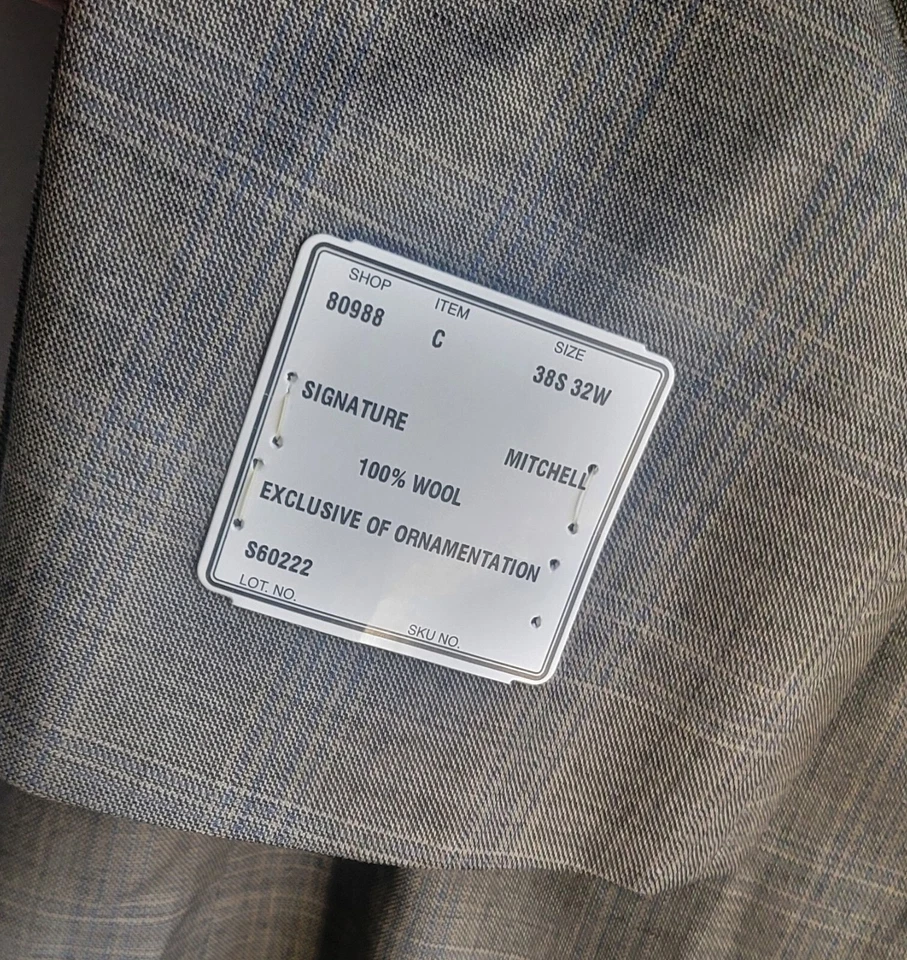 SHOP ITEM SIZE
80988 C 38S 32W
SIGNATURE MITCHELL
100% WOOL
EXCLUSIVE OF ORNAMENTATION
S60222
LOT. NO. SKU NO.